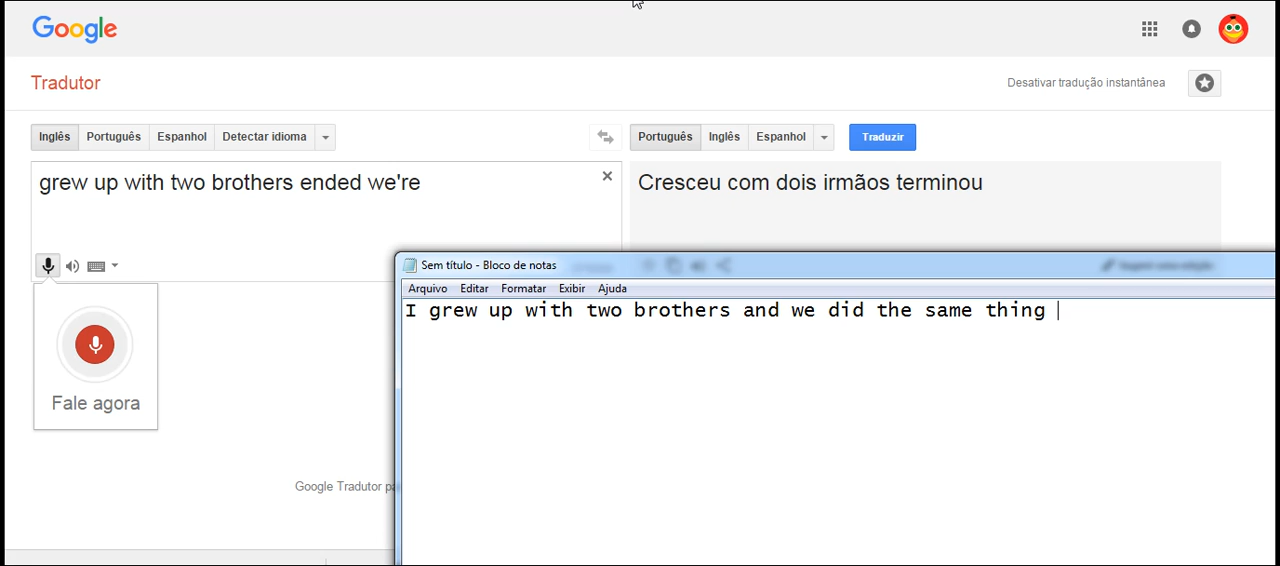 Google
Tradutor
Desativar tradução instantânea
Inglês Português Espanhol Detectar idioma
Português Inglês Espanhol Traduzir
grew up with two brothers ended we're
Cresceu com dois irmãos terminou
Sem título - Bloco de notas
Arquivo Editar Formatar Exibir Ajuda
I grew up with two brothers and we did the same thing
Fale agora
Google Tradutor